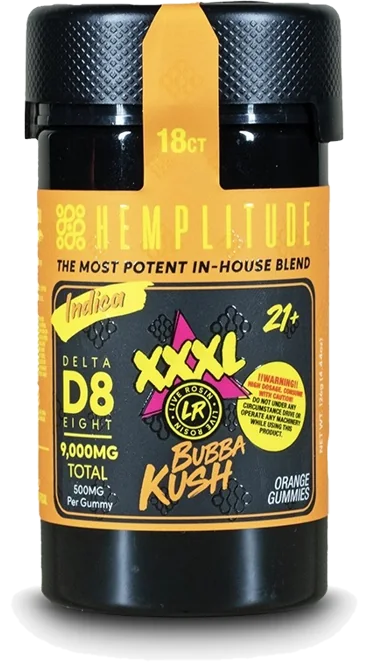 18CT
HEMPLITUDE
THE MOST POTENT IN-HOUSE BLEND
Indica
21+
DELTA
D8
EIGHT
9,000MG
TOTAL
500MG
Per Gummy
XXXL
LIVE ROSIN
LR
LIVE ROSIN
BUBBA
KUSH
!!WARNING!!
HIGH DOSAGE, CONSUME
WITH CAUTION!
DO NOT UNDER ANY
CIRCUMSTANCE DRIVE OR
OPERATE ANY MACHINERY
WHILE USING THIS
PRODUCT.
ORANGE
GUMMIES